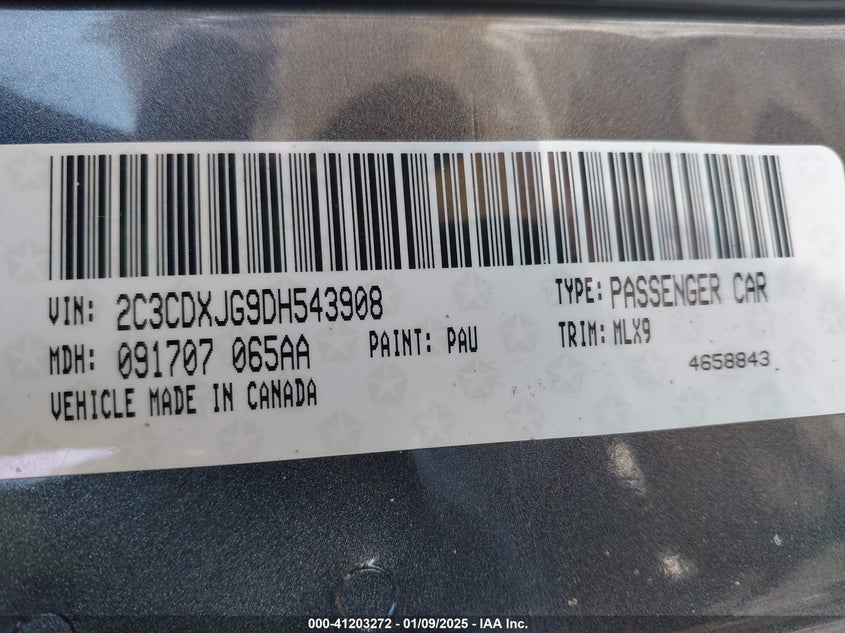 VIN: 2C3CDXJG9DH543908 TYPE: PASSENGER CAR
MDH: 091707 065AA PAINT: PAU TRIM: MLX9
VEHICLE MADE IN CANADA 4658843
000-41203272 - 01/09/2025 - IAA Inc.